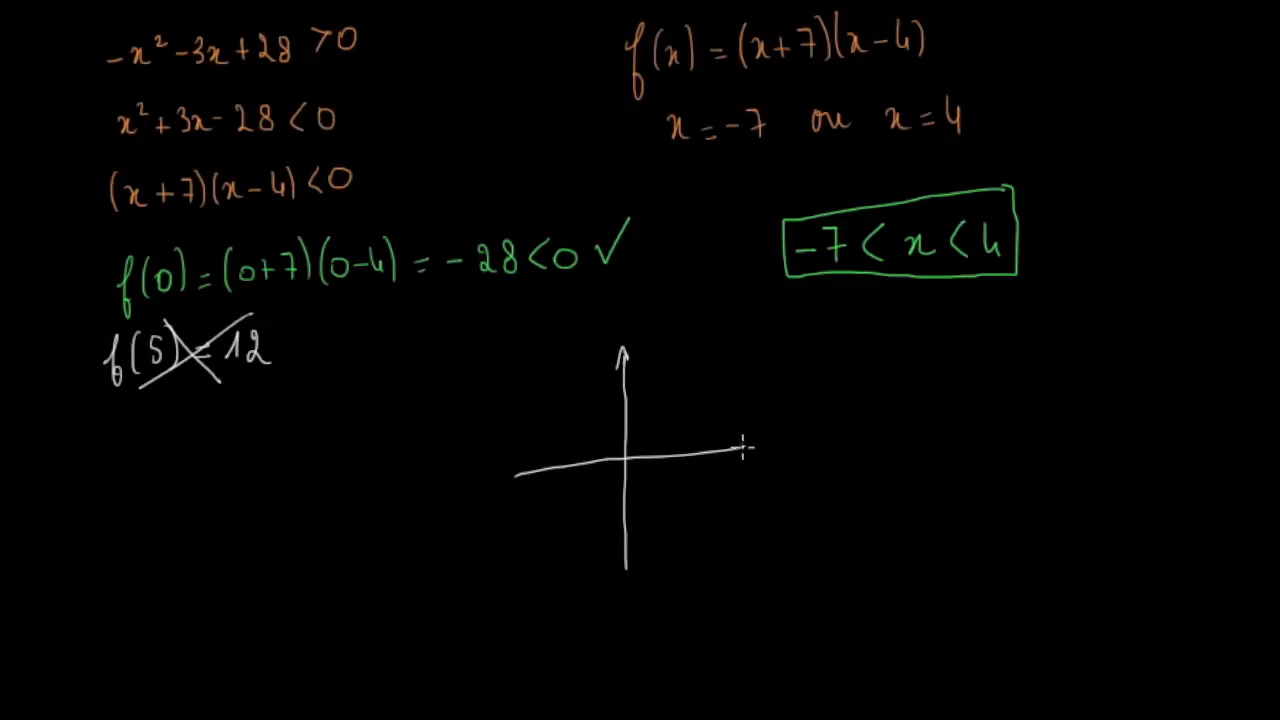 -x² - 3x + 28 > 0
x² + 3x - 28 < 0
(x + 7)(x - 4) < 0
f(0) = (0+7)(0-4) = -28 < 0 ✓
f(5) = 12
f(x) = (x+7)(x-4)
x = -7 ou x = 4
-7 < x < 4